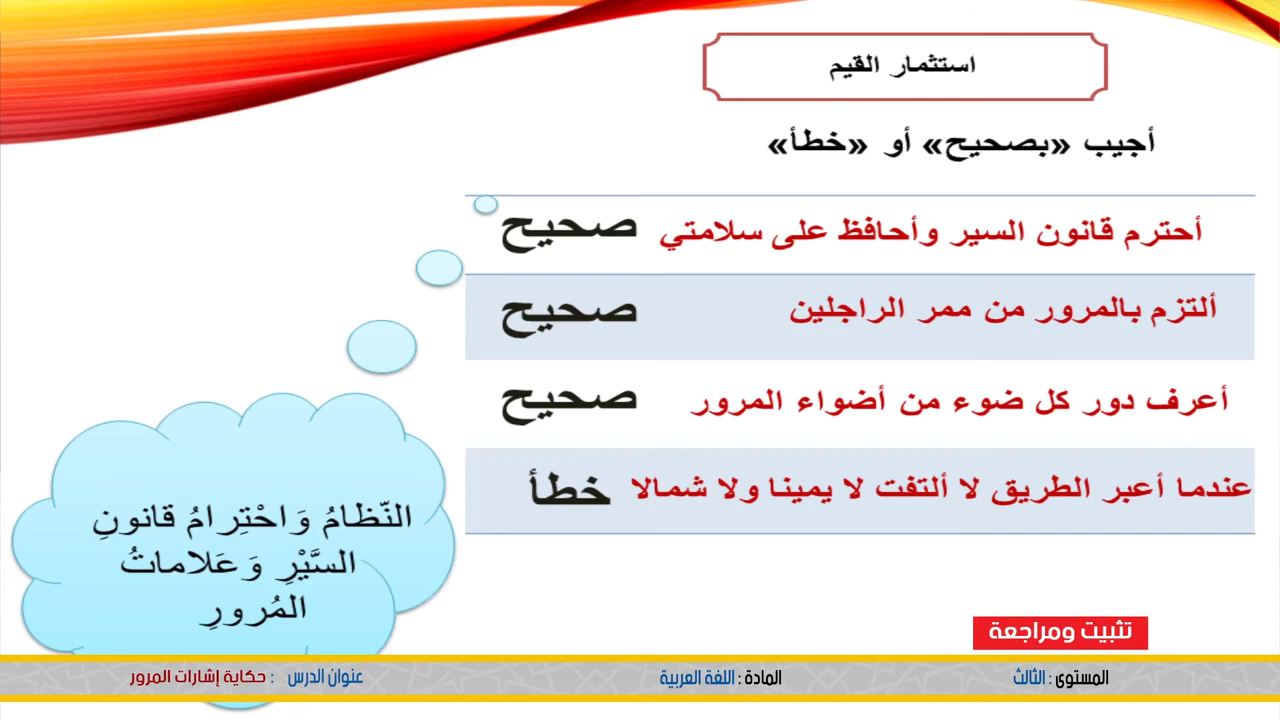 استثمار القيم
أجيب «بصحيح» أو «خطأ»
أحترم قانون السير وأحافظ على سلامتي صحيح
ألتزم بالمرور من ممر الراجلين صحيح
أعرف دور كل ضوء من أضواء المرور صحيح
عندما أعبر الطريق لا ألتفت لا يمينا ولا شمالا خطأ
النّظامُ وَاحْتِرامُ قانونِ
السَّيْرِ وَعَلاماتُ
المُرورِ
تثبيت ومراجعة
المستوى : الثالث المادة : اللغة العربية عنوان الدرس : حكاية إشارات المرور